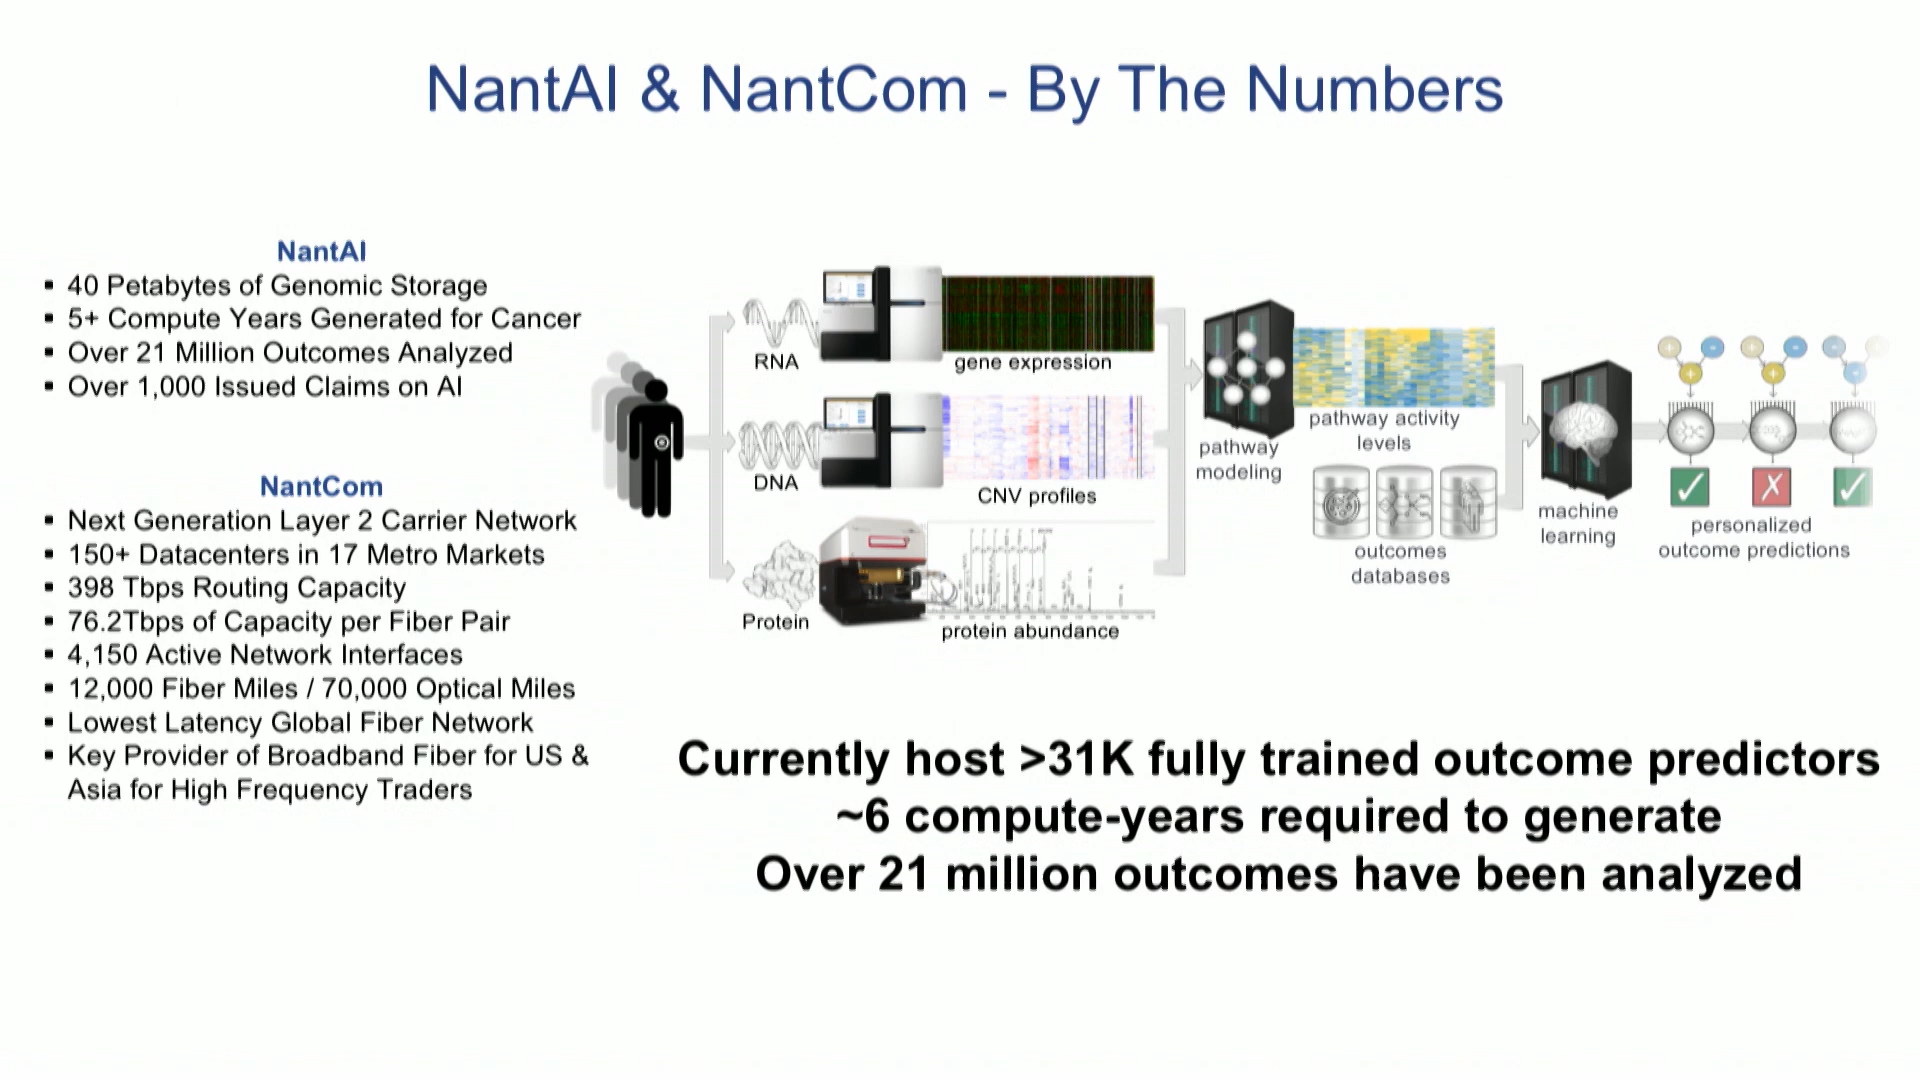 NantAI & NantCom - By The Numbers
NantAI
▪ 40 Petabytes of Genomic Storage
▪ 5+ Compute Years Generated for Cancer
▪ Over 21 Million Outcomes Analyzed
▪ Over 1,000 Issued Claims on AI
NantCom
▪ Next Generation Layer 2 Carrier Network
▪ 150+ Datacenters in 17 Metro Markets
▪ 398 Tbps Routing Capacity
▪ 76.2Tbps of Capacity per Fiber Pair
▪ 4,150 Active Network Interfaces
▪ 12,000 Fiber Miles / 70,000 Optical Miles
▪ Lowest Latency Global Fiber Network
▪ Key Provider of Broadband Fiber for US &
Asia for High Frequency Traders
RNA
gene expression
DNA
CNV profiles
Protein
protein abundance
pathway
modeling
pathway activity
levels
outcomes
databases
machine
learning
personalized
outcome predictions
Currently host >31K fully trained outcome predictors
~6 compute-years required to generate
Over 21 million outcomes have been analyzed